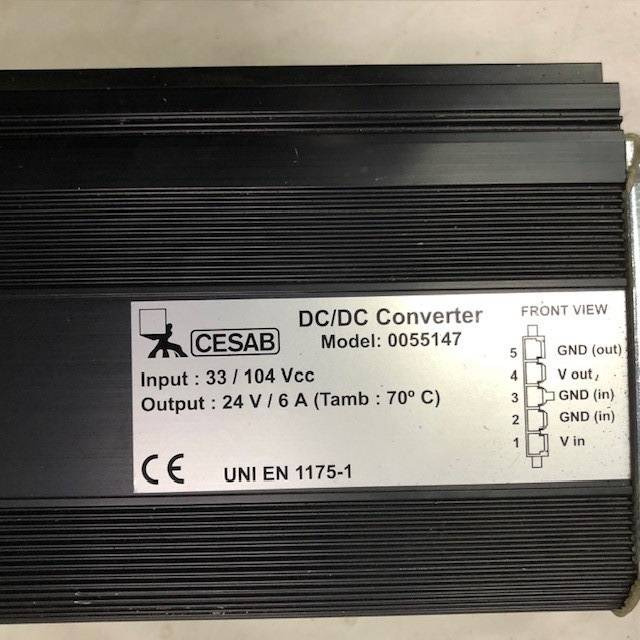 CESAB
DC/DC Converter
Model: 0055147
Input : 33 / 104 Vcc
Output : 24 V / 6 A (Tamb : 70º C)
CE UNI EN 1175-1
FRONT VIEW
5 GND (out)
4 V out
3 GND (in)
2 GND (in)
1 V in